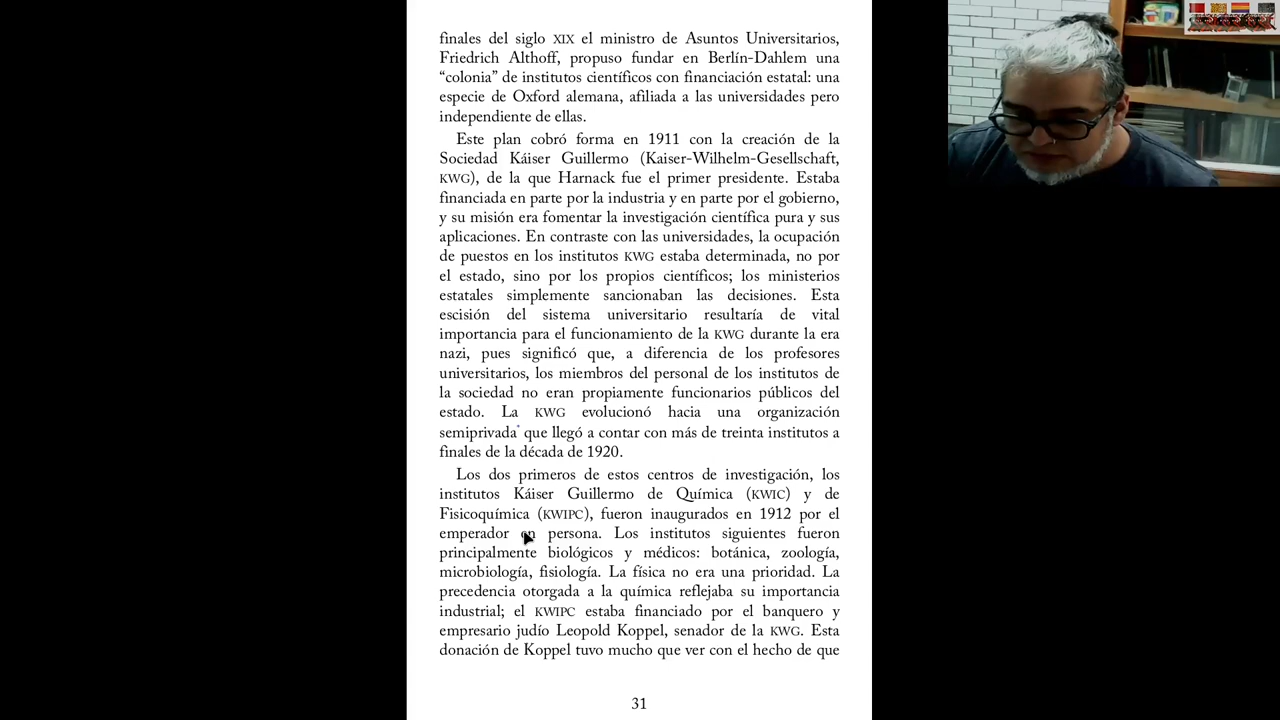 finales del siglo XIX el ministro de Asuntos Universitarios,
Friedrich Althoff, propuso fundar en Berlín-Dahlem una
“colonia” de institutos científicos con financiación estatal: una
especie de Oxford alemana, afiliada a las universidades pero
independiente de ellas.
Este plan cobró forma en 1911 con la creación de la
Sociedad Káiser Guillermo (Kaiser-Wilhelm-Gesellschaft,
KWG), de la que Harnack fue el primer presidente. Estaba
financiada en parte por la industria y en parte por el gobierno,
y su misión era fomentar la investigación científica pura y sus
aplicaciones. En contraste con las universidades, la ocupación
de puestos en los institutos KWG estaba determinada, no por
el estado, sino por los propios científicos; los ministerios
estatales simplemente sancionaban las decisiones. Esta
escisión del sistema universitario resultaría de vital
importancia para el funcionamiento de la KWG durante la era
nazi, pues significó que, a diferencia de los profesores
universitarios, los miembros del personal de los institutos de
la sociedad no eran propiamente funcionarios públicos del
estado. La KWG evolucionó hacia una organización
semiprivada* que llegó a contar con más de treinta institutos a
finales de la década de 1920.
Los dos primeros de estos centros de investigación, los
institutos Káiser Guillermo de Química (KWIC) y de
Fisicoquímica (KWIPC), fueron inaugurados en 1912 por el
emperador en persona. Los institutos siguientes fueron
principalmente biológicos y médicos: botánica, zoología,
microbiología, fisiología. La física no era una prioridad. La
precedencia otorgada a la química reflejaba su importancia
industrial; el KWIPC estaba financiado por el banquero y
empresario judío Leopold Koppel, senador de la KWG. Esta
donación de Koppel tuvo mucho que ver con el hecho de que
31